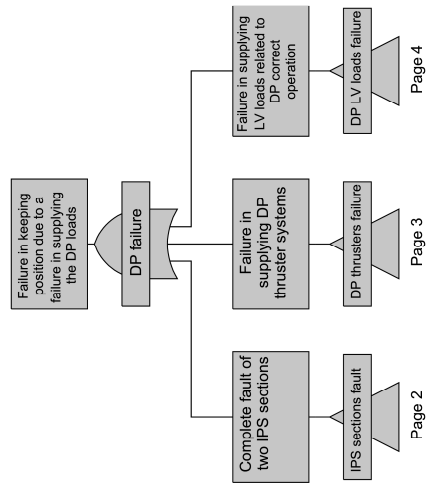 Failure in keeping
position due to a
failure in supplying
the DP loads
DP failure
Complete fault of
two IPS sections
IPS sections fault
Page 2
Failure in
supplying DP
thruster systems
DP thrusters failure
Page 3
Failure in supplying
LV loads related to
DP correct
operation
DP LV loads failure
Page 4